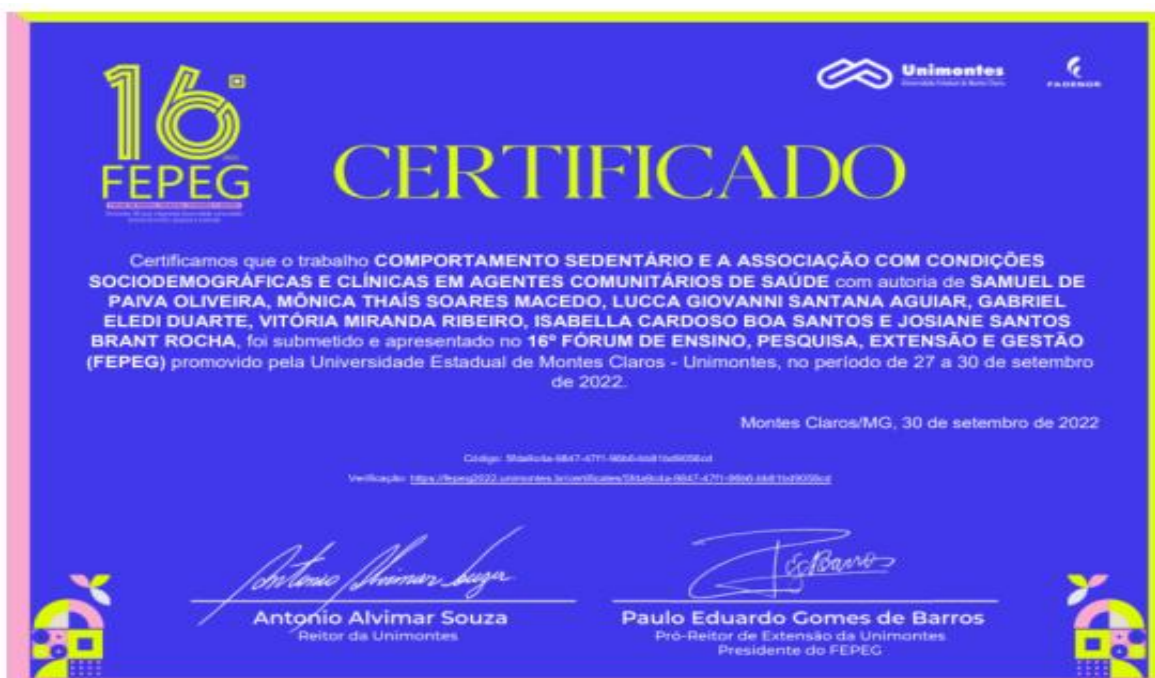 16º
FEPEG
Unimontes
FADENOR
CERTIFICADO
Certificamos que o trabalho COMPORTAMENTO SEDENTÁRIO E A ASSOCIAÇÃO COM CONDIÇÕES
SOCIODEMOGRÁFICAS E CLÍNICAS EM AGENTES COMUNITÁRIOS DE SAÚDE com autoria de SAMUEL DE
PAIVA OLIVEIRA, MÔNICA THAÍS SOARES MACEDO, LUCCA GIOVANNI SANTANA AGUIAR, GABRIEL
ELEDI DUARTE, VITÓRIA MIRANDA RIBEIRO, ISABELLA CARDOSO BOA SANTOS E JOSIANE SANTOS
BRANT ROCHA, foi submetido e apresentado no 16º FÓRUM DE ENSINO, PESQUISA, EXTENSÃO E GESTÃO
(FEPEG) promovido pela Universidade Estadual de Montes Claros - Unimontes, no período de 27 a 30 de setembro
de 2022.
Montes Claros/MG, 30 de setembro de 2022
Código:
Verificação:
Antonio Alvimar Souza
Reitor da Unimontes
Paulo Eduardo Gomes de Barros
Pró-Reitor de Extensão da Unimontes
Presidente do FEPEG